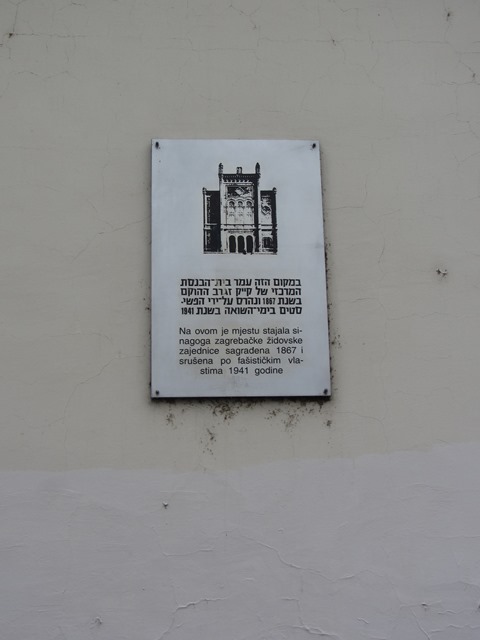 במקום הזה עמד בית־הכנסת
המרכזי של ק״ק זגרב ההוקם
בשנת 1867 ונהרס על־ידי הפשי־
סטים בימי־השואה בשנת 1941
Na ovom je mjestu stajala si-
nagoga zagrebačke židovske
zajednice sagrađena 1867 i
srušena po fašističkim vla-
stima 1941 godine